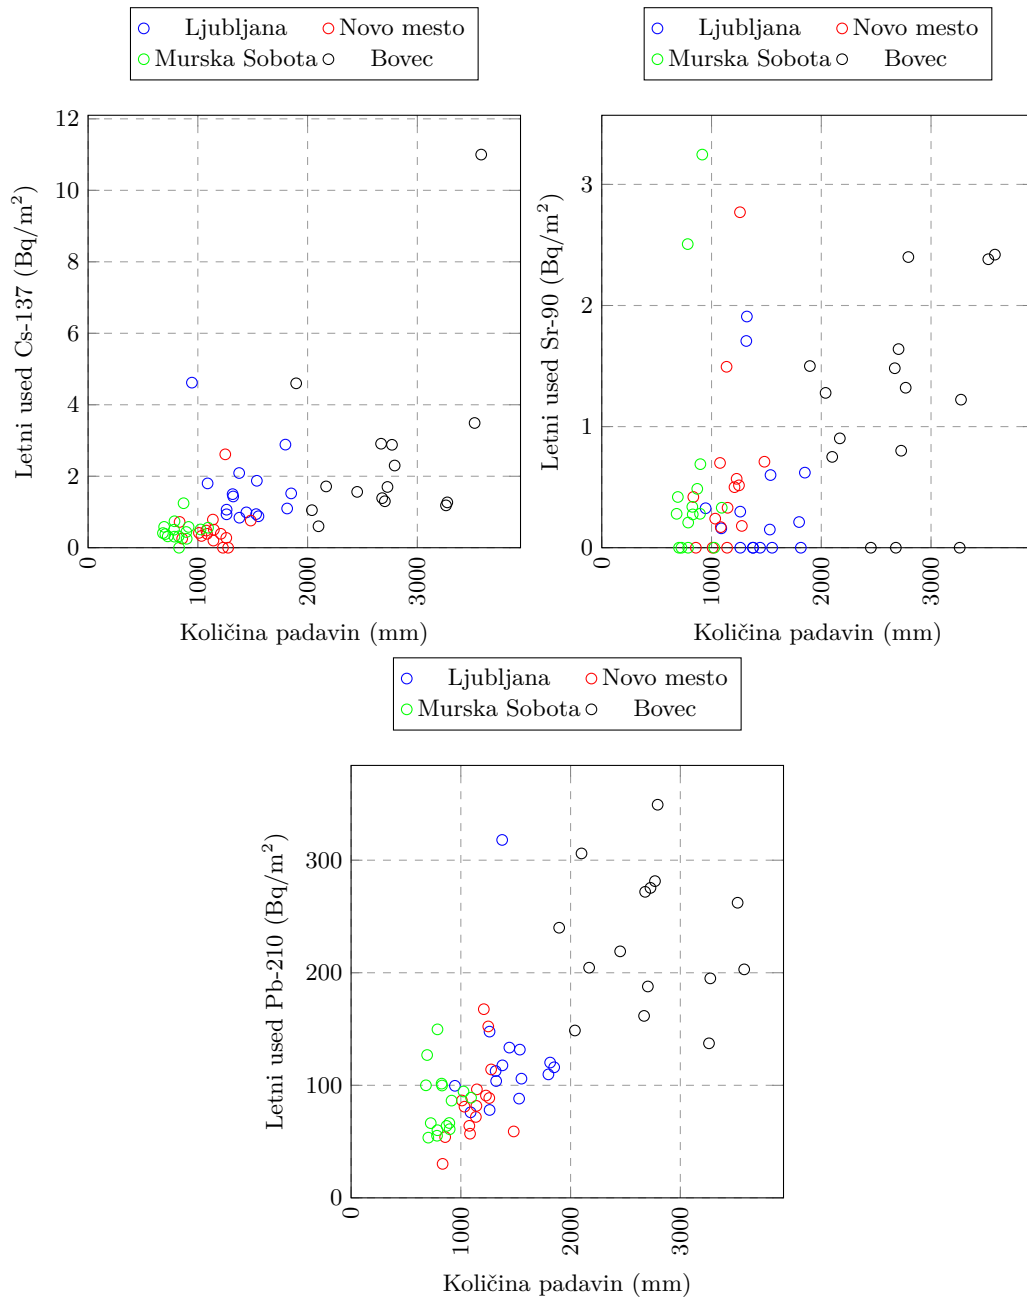 Ljubljana Novo mesto
Murska Sobota Bovec
12
10
8
6
4
2
0
0
1000
2000
3000
Letni used Cs-137 (Bq/m²)
Količina padavin (mm)
Ljubljana Novo mesto
Murska Sobota Bovec
3
2
1
0
0
1000
2000
3000
Letni used Sr-90 (Bq/m²)
Količina padavin (mm)
Ljubljana Novo mesto
Murska Sobota Bovec
300
200
100
0
0
1000
2000
3000
Letni used Pb-210 (Bq/m²)
Količina padavin (mm)